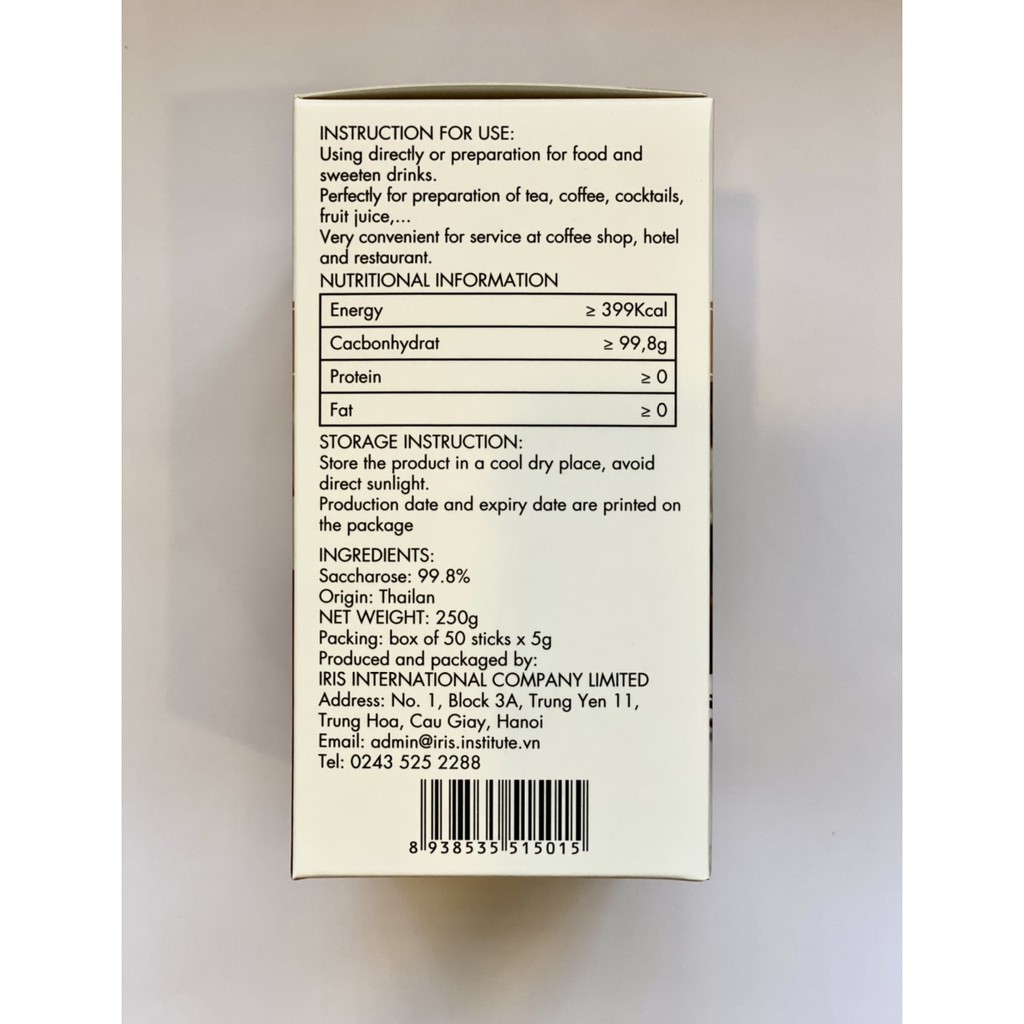 INSTRUCTION FOR USE:
Using directly or preparation for food and
sweeten drinks.
Perfectly for preparation of tea, coffee, cocktails,
fruit juice,...
Very convenient for service at coffee shop, hotel
and restaurant.
NUTRITIONAL INFORMATION
Energy ≥ 399Kcal
Cacbonhydrat ≥ 99,8g
Protein ≥ 0
Fat ≥ 0
STORAGE INSTRUCTION:
Store the product in a cool dry place, avoid
direct sunlight.
Production date and expiry date are printed on
the package
INGREDIENTS:
Saccharose: 99.8%
Origin: Thailan
NET WEIGHT: 250g
Packing: box of 50 sticks x 5g
Produced and packaged by:
IRIS INTERNATIONAL COMPANY LIMITED
Address: No. 1, Block 3A, Trung Yen 11,
Trung Hoa, Cau Giay, Hanoi
Email: admin@iris.institute.vn
Tel: 0243 525 2288
8 938535 515015